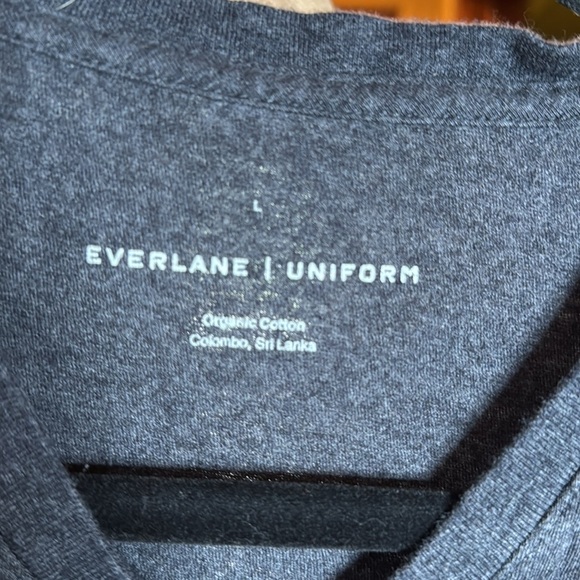 L
EVERLANE | UNIFORM
Organic Cotton
Colombo, Sri Lanka